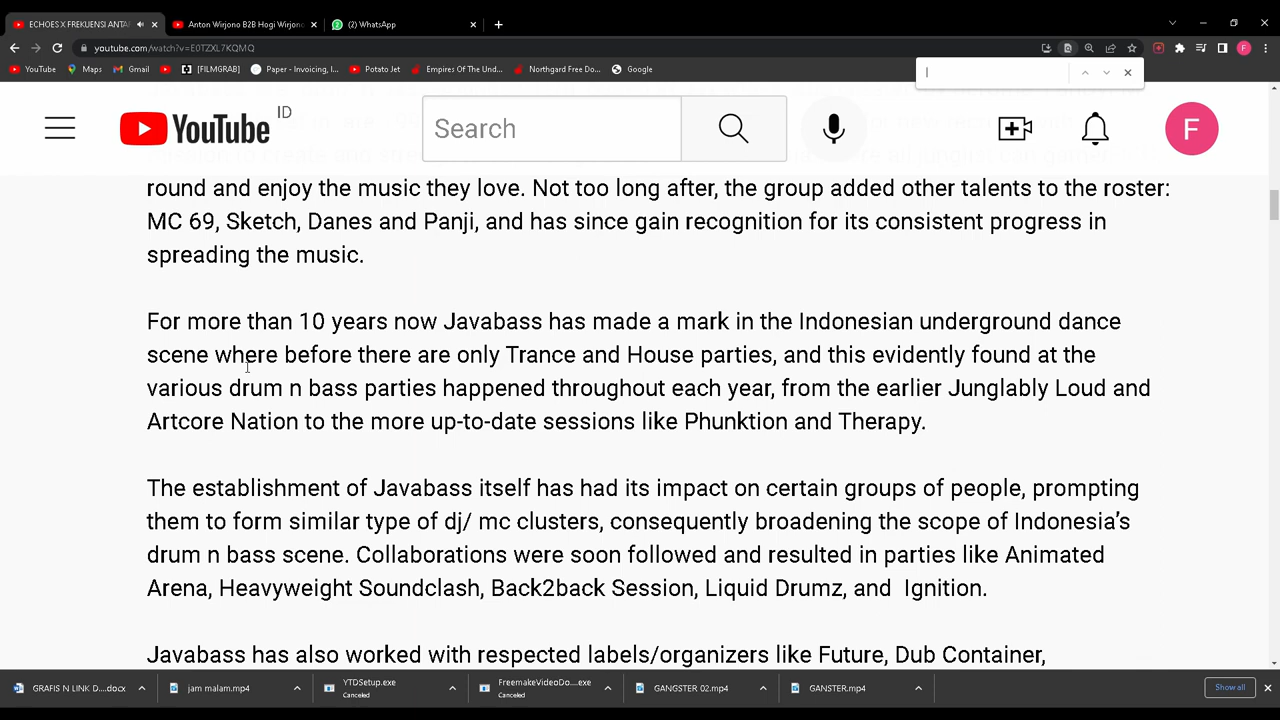 ECHOES X FREKUENSI ANTA
Anton Wirjono B2B Hogi Wirjono
(2) WhatsApp
youtube.com/watch?v=E0TZXL7KQMQ
YouTube
Maps
Gmail
[FILMGRAB]
Paper - Invoicing, I...
Potato Jet
Empires Of The Und...
Northgard Free Do...
Google
YouTube ID
Search
F
round and enjoy the music they love. Not too long after, the group added other talents to the roster:
MC 69, Sketch, Danes and Panji, and has since gain recognition for its consistent progress in
spreading the music.
For more than 10 years now Javabass has made a mark in the Indonesian underground dance
scene where before there are only Trance and House parties, and this evidently found at the
various drum n bass parties happened throughout each year, from the earlier Junglably Loud and
Artcore Nation to the more up-to-date sessions like Phunktion and Therapy.
The establishment of Javabass itself has had its impact on certain groups of people, prompting
them to form similar type of dj/ mc clusters, consequently broadening the scope of Indonesia’s
drum n bass scene. Collaborations were soon followed and resulted in parties like Animated
Arena, Heavyweight Soundclash, Back2back Session, Liquid Drumz, and  Ignition.
Javabass has also worked with respected labels/organizers like Future, Dub Container,
GRAFIS N LINK D....docx
jam malam.mp4
YTDSetup.exe
Canceled
FreemakeVideoDo....exe
Canceled
GANGSTER 02.mp4
GANSTER.mp4
Show all